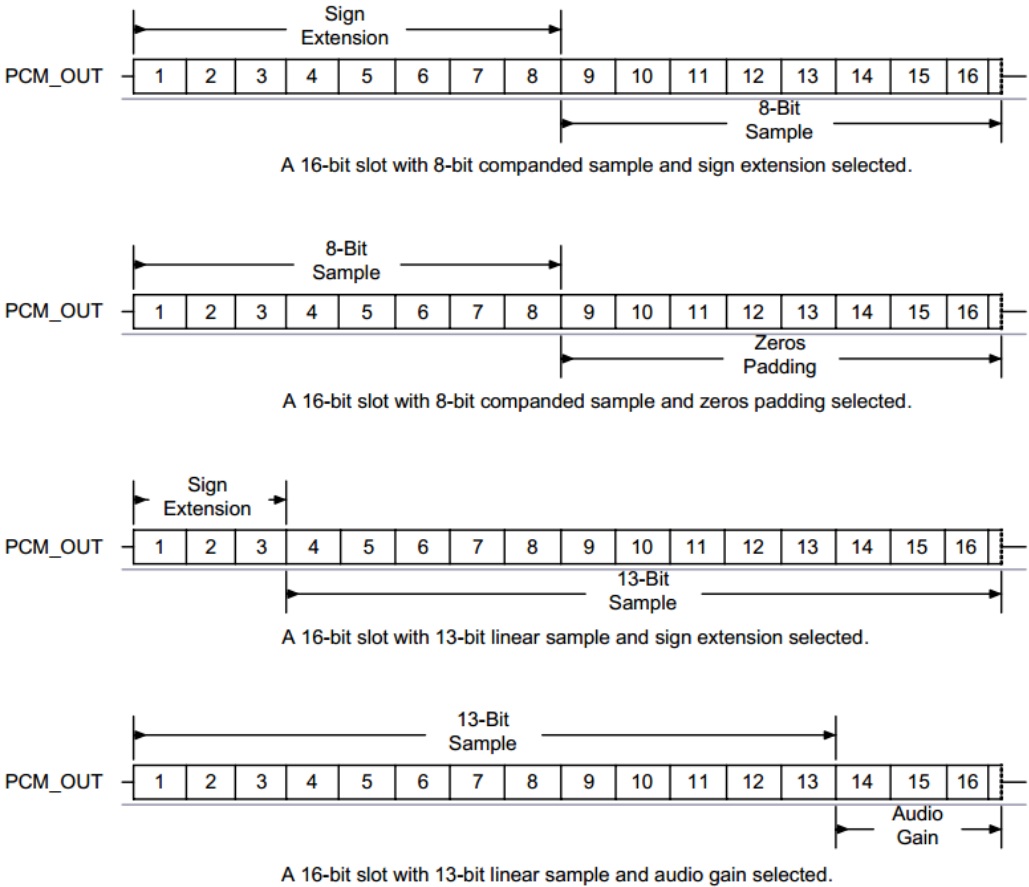 Sign
Extension
PCM_OUT 1 2 3 4 5 6 7 8 9 10 11 12 13 14 15 16
8-Bit
Sample
A 16-bit slot with 8-bit companded sample and sign extension selected.
8-Bit
Sample
PCM_OUT 1 2 3 4 5 6 7 8 9 10 11 12 13 14 15 16
Zeros
Padding
A 16-bit slot with 8-bit companded sample and zeros padding selected.
Sign
Extension
PCM_OUT 1 2 3 4 5 6 7 8 9 10 11 12 13 14 15 16
13-Bit
Sample
A 16-bit slot with 13-bit linear sample and sign extension selected.
13-Bit
Sample
PCM_OUT 1 2 3 4 5 6 7 8 9 10 11 12 13 14 15 16
Audio
Gain
A 16-bit slot with 13-bit linear sample and audio gain selected.